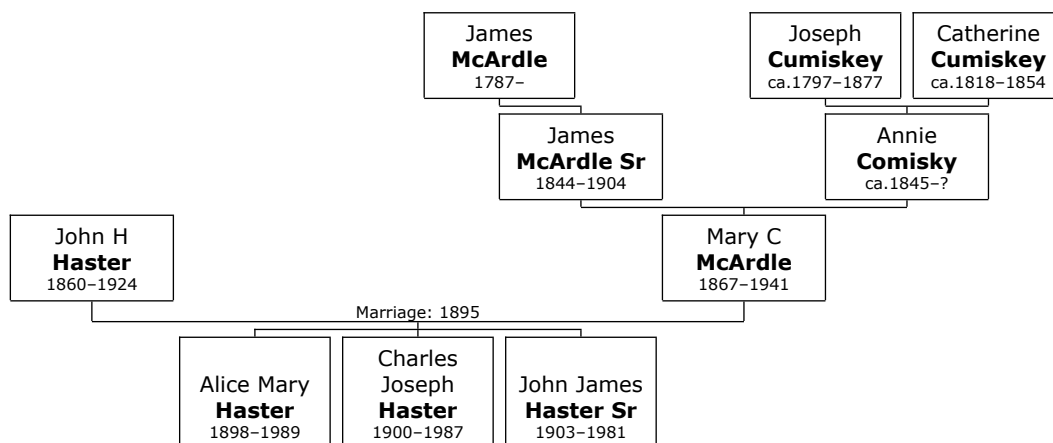 James
McArdle
1787–
Joseph
Cumiskey
ca.1797–1877
Catherine
Cumiskey
ca.1818–1854
James
McArdle Sr
1844–1904
Annie
Comisky
ca.1845–?
John H
Haster
1860–1924
Mary C
McArdle
1867–1941
Marriage: 1895
Alice Mary
Haster
1898–1989
Charles
Joseph
Haster
1900–1987
John James
Haster Sr
1903–1981